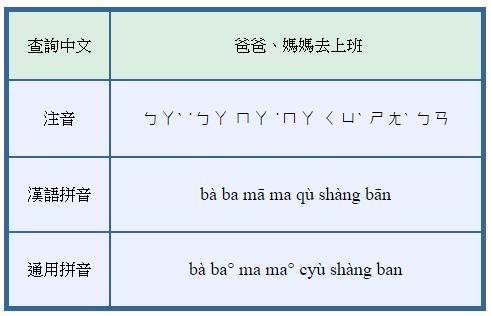 查詢中文 爸爸、媽媽去上班
注音 ㄅㄚˋ ˙ㄅㄚ ㄇㄚ ˙ㄇㄚ ㄑㄩˋ ㄕㄤˋ ㄅㄢ
漢語拼音 bà ba mā ma qù shàng bān
通用拼音 bà ba° ma ma° cyù shàng ban